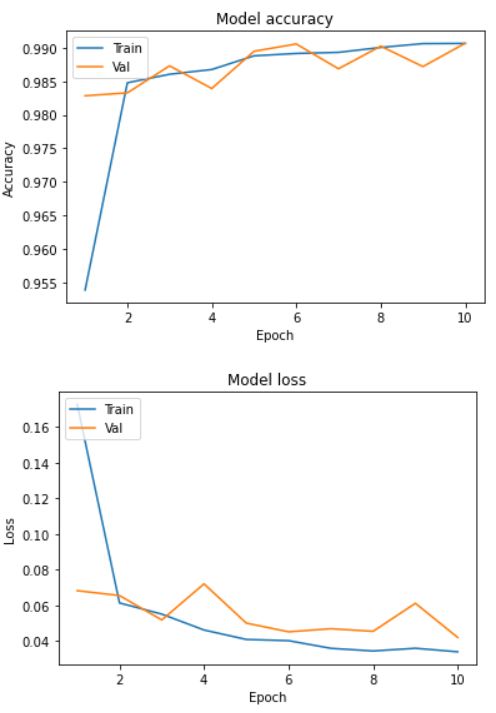 Model accuracy
0.990
0.985
0.980
0.975
0.970
0.965
0.960
0.955
Accuracy
Train
Val
2 4 6 8 10
Epoch
Model loss
0.16
0.14
0.12
0.10
0.08
0.06
0.04
Loss
Train
Val
2 4 6 8 10
Epoch